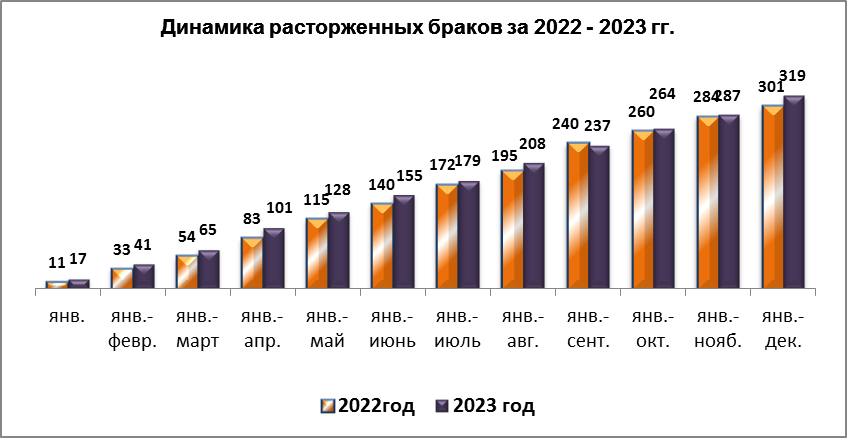 Динамика расторженных браков за 2022 - 2023 гг.
11 17 33 41 54 65 83 101 115 128 140 155 172 179 195 208 240 237 260 264 284 287 301 319
янв. янв.- янв.- янв.- янв.- янв.- янв.- янв.- янв.- янв.- янв.- янв.-
февр. март апр. май июнь июль авг. сент. окт. нояб. дек.
2022год 2023 год